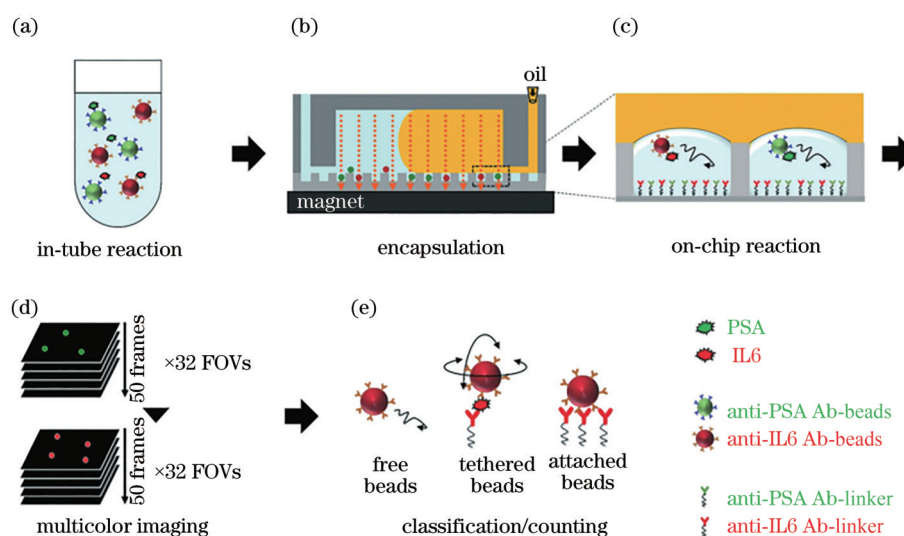 (a)
in-tube reaction
(b)
oil
magnet
encapsulation
(c)
on-chip reaction
(d)
50 frames
×32 FOVs
50 frames
×32 FOVs
multicolor imaging
(e)
free
beads
tethered
beads
attached
beads
classification/counting
PSA
IL6
anti-PSA Ab-beads
anti-IL6 Ab-beads
anti-PSA Ab-linker
anti-IL6 Ab-linker